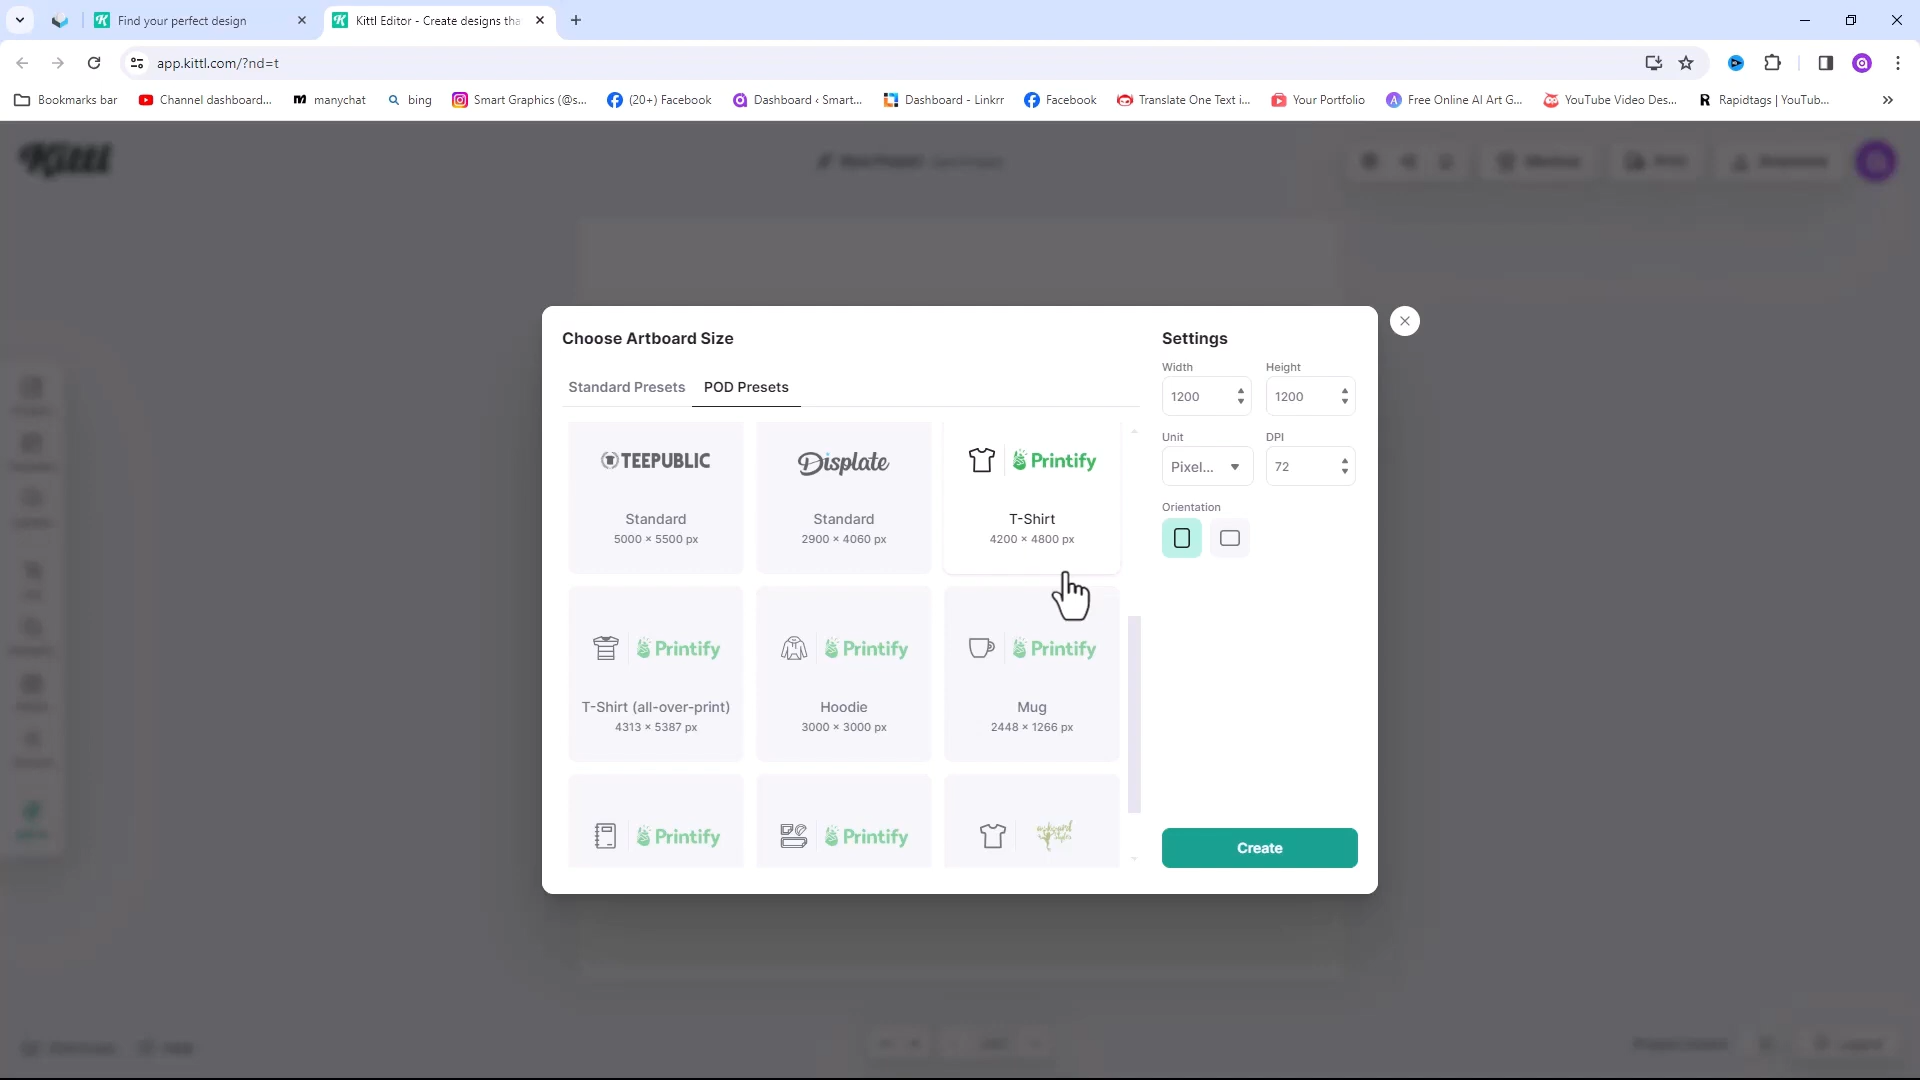 Find your perfect design
Kittl Editor - Create designs tha
app.kittl.com/?nd=t
Bookmarks bar
Channel dashboard...
manychat
bing
Smart Graphics (@s...
(20+) Facebook
Dashboard ‹ Smart...
Dashboard - Linkrr
Facebook
Translate One Text i...
Your Portfolio
Free Online AI Art G...
YouTube Video Des...
Rapidtags | YouTub...
Kittl
Choose Artboard Size
Standard Presets POD Presets
TEEPUBLIC
Standard
5000 × 5500 px
Displate
Standard
2900 × 4060 px
Printify
T-Shirt
4200 × 4800 px
Printify
T-Shirt (all-over-print)
4313 × 5387 px
Printify
Hoodie
3000 × 3000 px
Printify
Mug
2448 × 1266 px
Printify
Printify
Settings
Width Height
1200 1200
Unit DPI
Pixel... 72
Orientation
Create